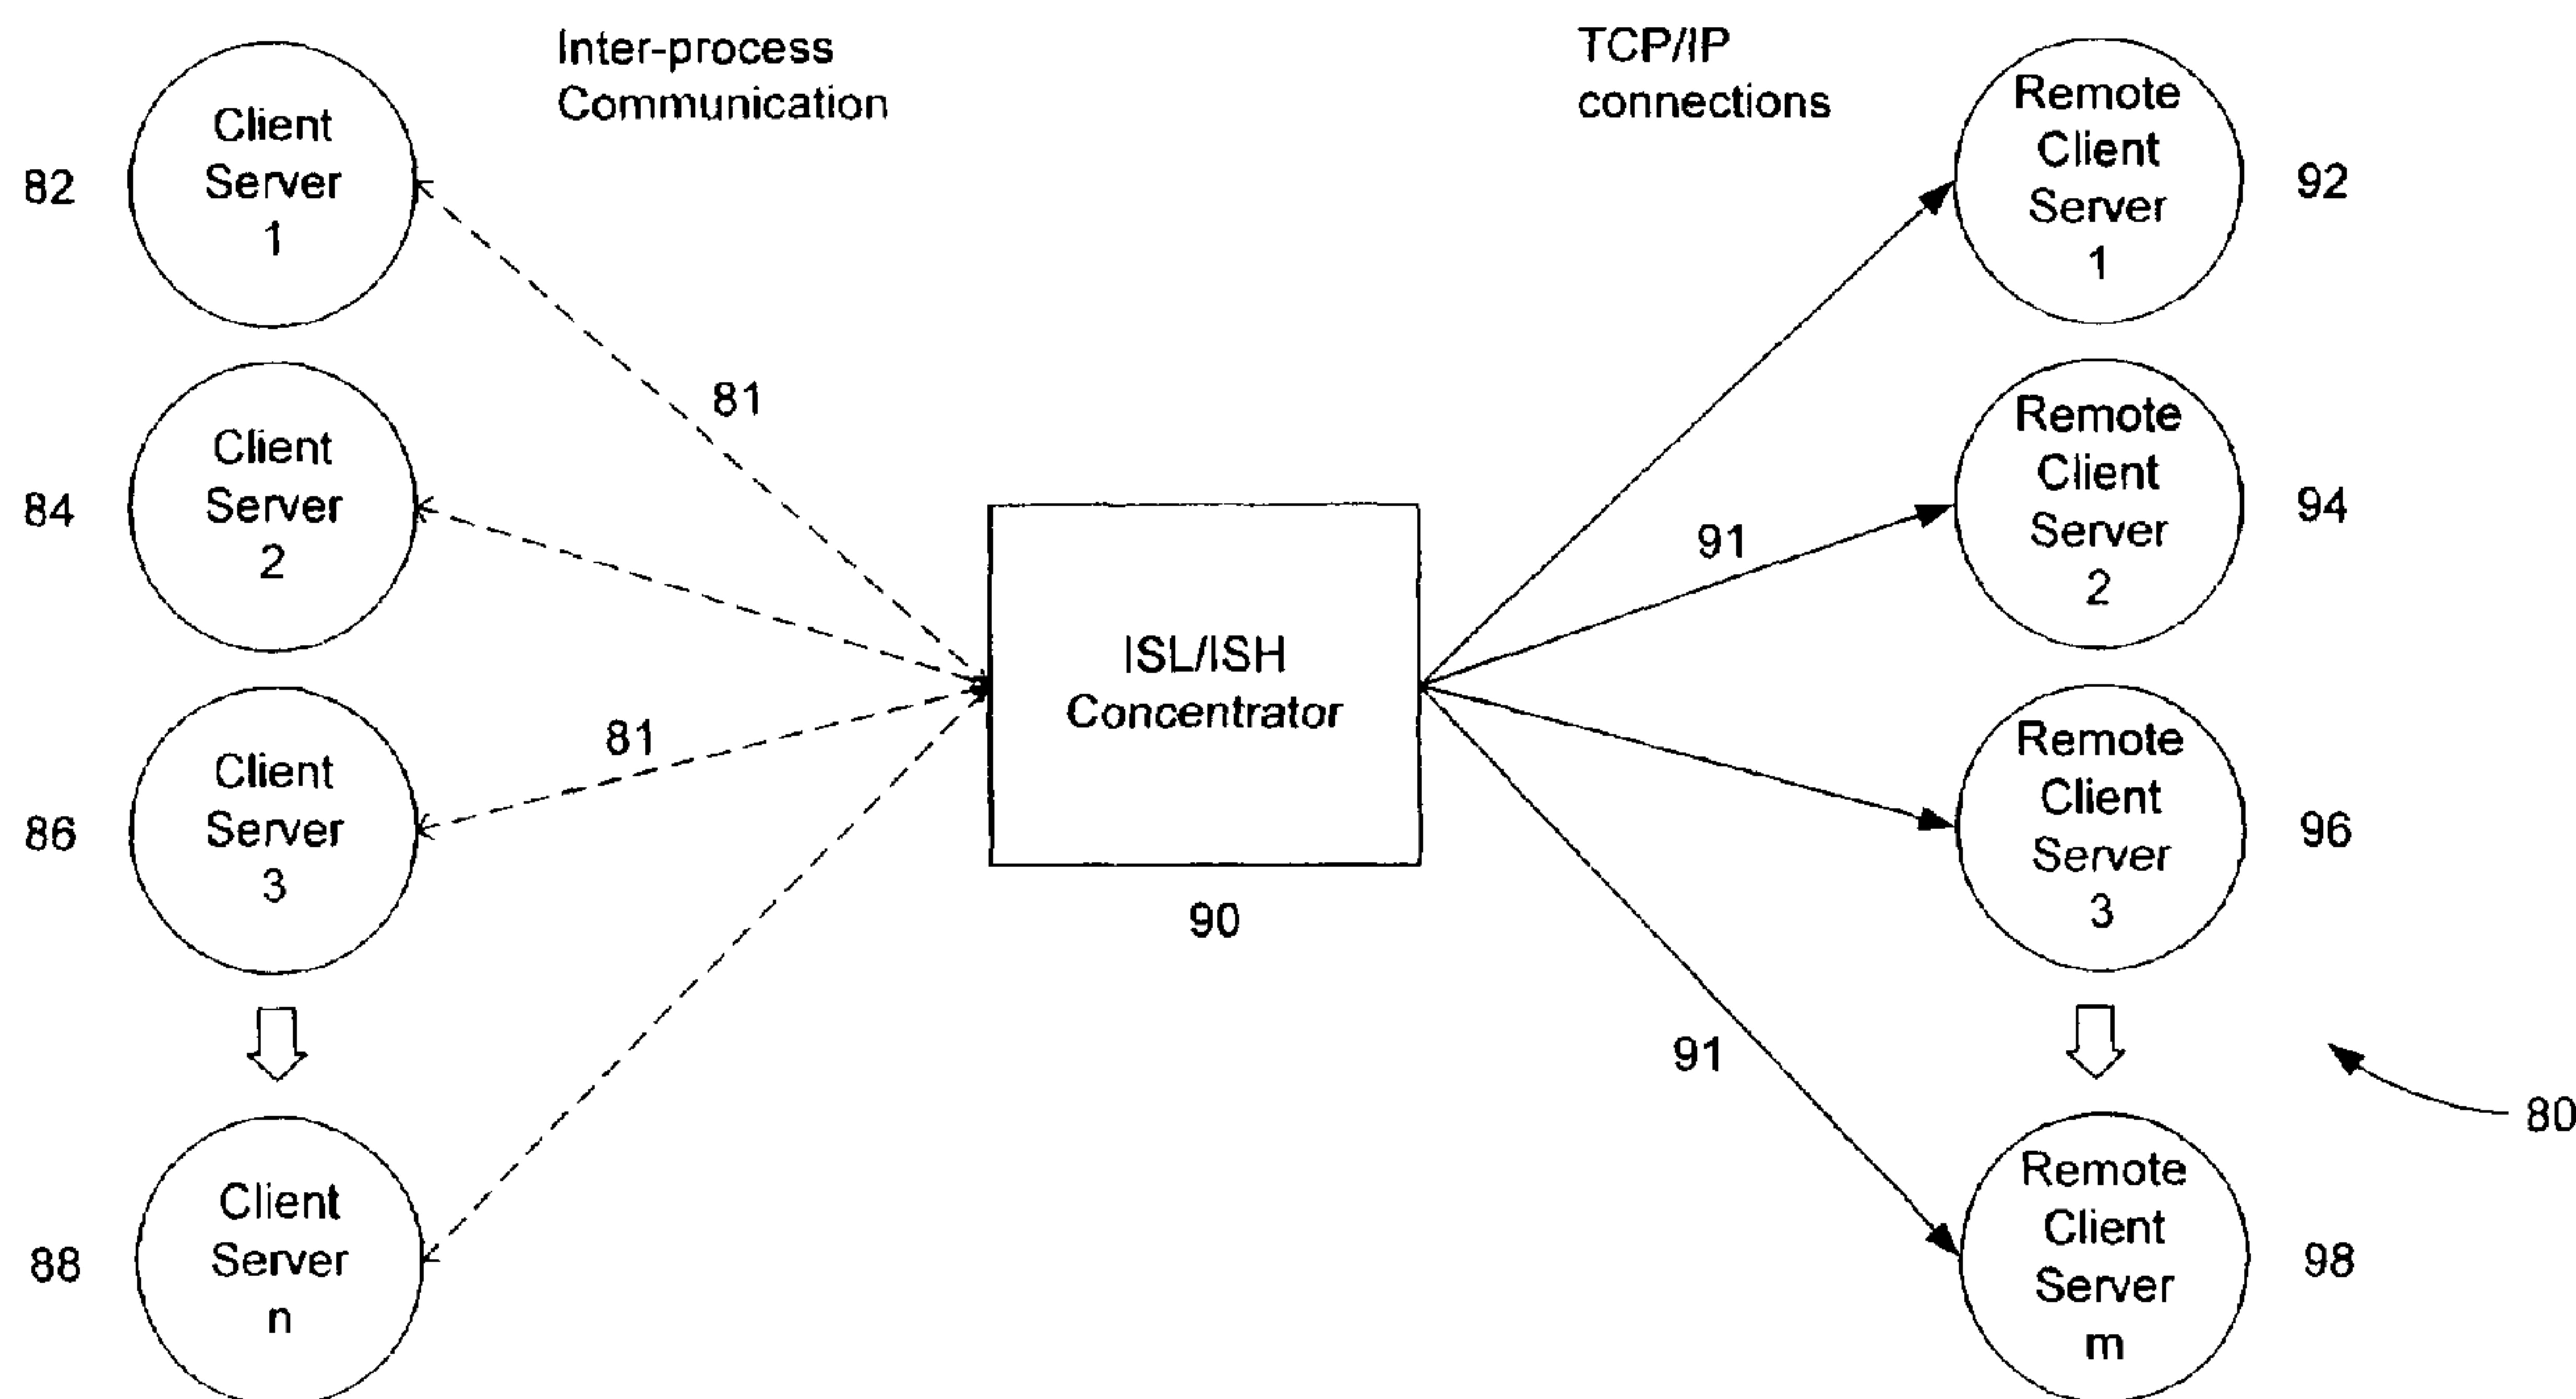 Inter-process
Communication
TCP/IP
connections
82
Client
Server
1
Remote
Client
Server
1
92
81
84
Client
Server
2
91
Remote
Client
Server
2
94
ISL/ISH
Concentrator
90
86
Client
Server
3
81
Remote
Client
Server
3
96
91
80
88
Client
Server
n
Remote
Client
Server
m
98